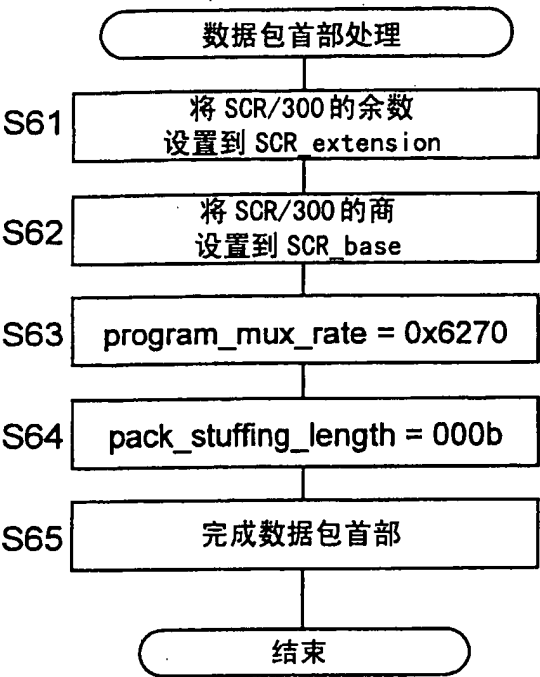 数据包首部处理
S61
将 SCR/300 的余数
设置到 SCR_extension
S62
将 SCR/300 的商
设置到 SCR_base
S63
program_mux_rate = 0x6270
S64
pack_stuffing_length = 000b
S65
完成数据包首部
结束